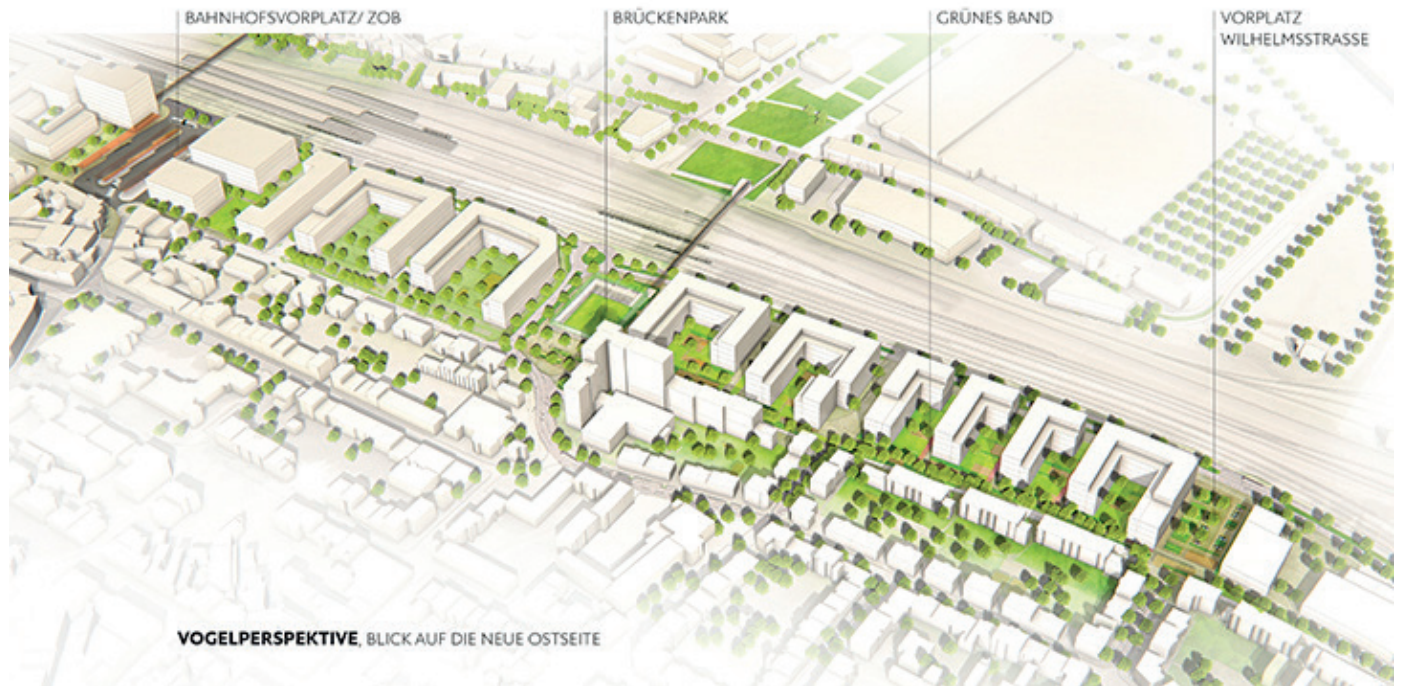 BAHNHOFSVORPLATZ/ ZOB
BRÜCKENPARK
GRÜNES BAND
VORPLATZ
WILHELMSSTRASSE
VOGELPERSPEKTIVE, BLICK AUF DIE NEUE OSTSEITE